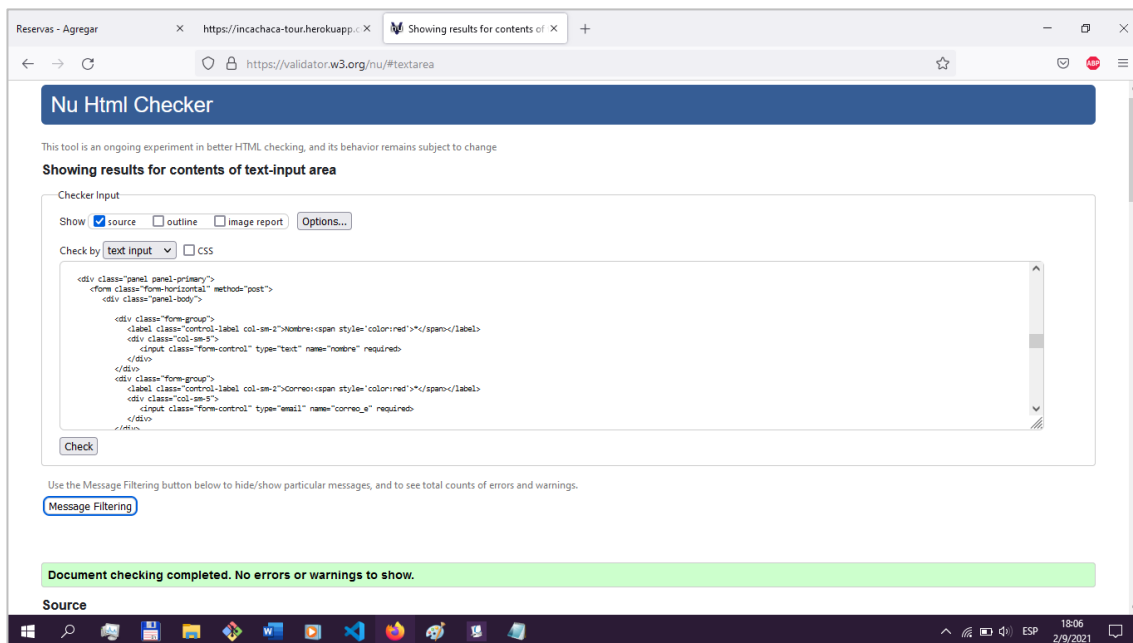 Reservas - Agregar
https://incachaca-tour.herokuapp.c
Showing results for contents of
https://validator.w3.org/nu/#textarea
ABP
Nu Html Checker
This tool is an ongoing experiment in better HTML checking, and its behavior remains subject to change
Showing results for contents of text-input area
Checker Input
Show source outline image report Options...
Check by text input CSS
<div class="panel panel-primary">
<form class="form-horizontal" method="post">
<div class="panel-body">
<div class="form-group">
<label class="control-label col-sm-2">Nombre:<span style='color:red'>*</span></label>
<div class="col-sm-5">
<input class="form-control" type="text" name="nombre" required>
</div>
</div>
<div class="form-group">
<label class="control-label col-sm-2">Correo:<span style='color:red'>*</span></label>
<div class="col-sm-5">
<input class="form-control" type="email" name="correo_e" required>
</div>
</div>
Check
Use the Message Filtering button below to hide/show particular messages, and to see total counts of errors and warnings.
Message Filtering
Document checking completed. No errors or warnings to show.
Source
ESP
18:06
2/9/2021